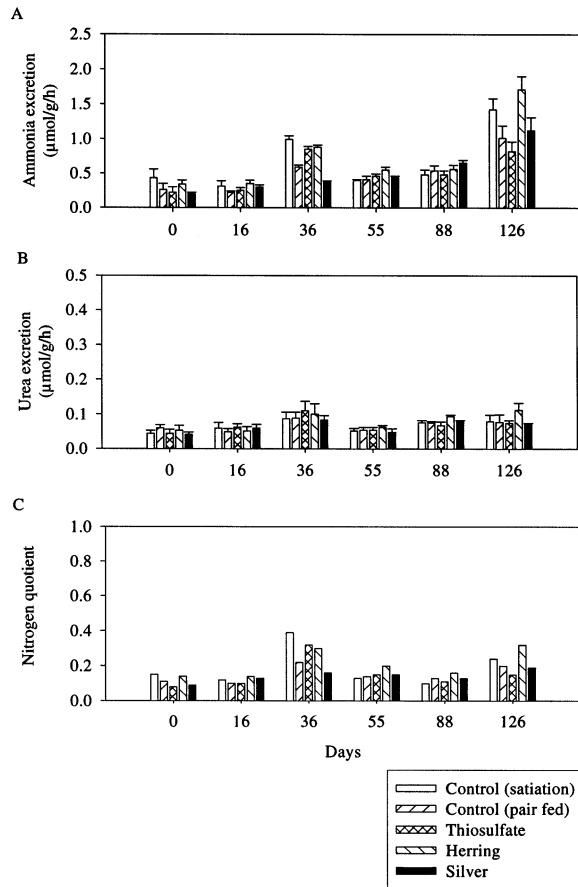 A
Ammonia excretion
(µmol/g/h)
2.5
2.0
1.5
1.0
0.5
0.0
0 16 36 55 88 126
B
Urea excretion
(µmol/g/h)
0.5
0.4
0.3
0.2
0.1
0.0
0 16 36 55 88 126
C
Nitrogen quotient
1.0
0.8
0.6
0.4
0.2
0.0
0 16 36 55 88 126
Days
Control (satiation)
Control (pair fed)
Thiosulfate
Herring
Silver